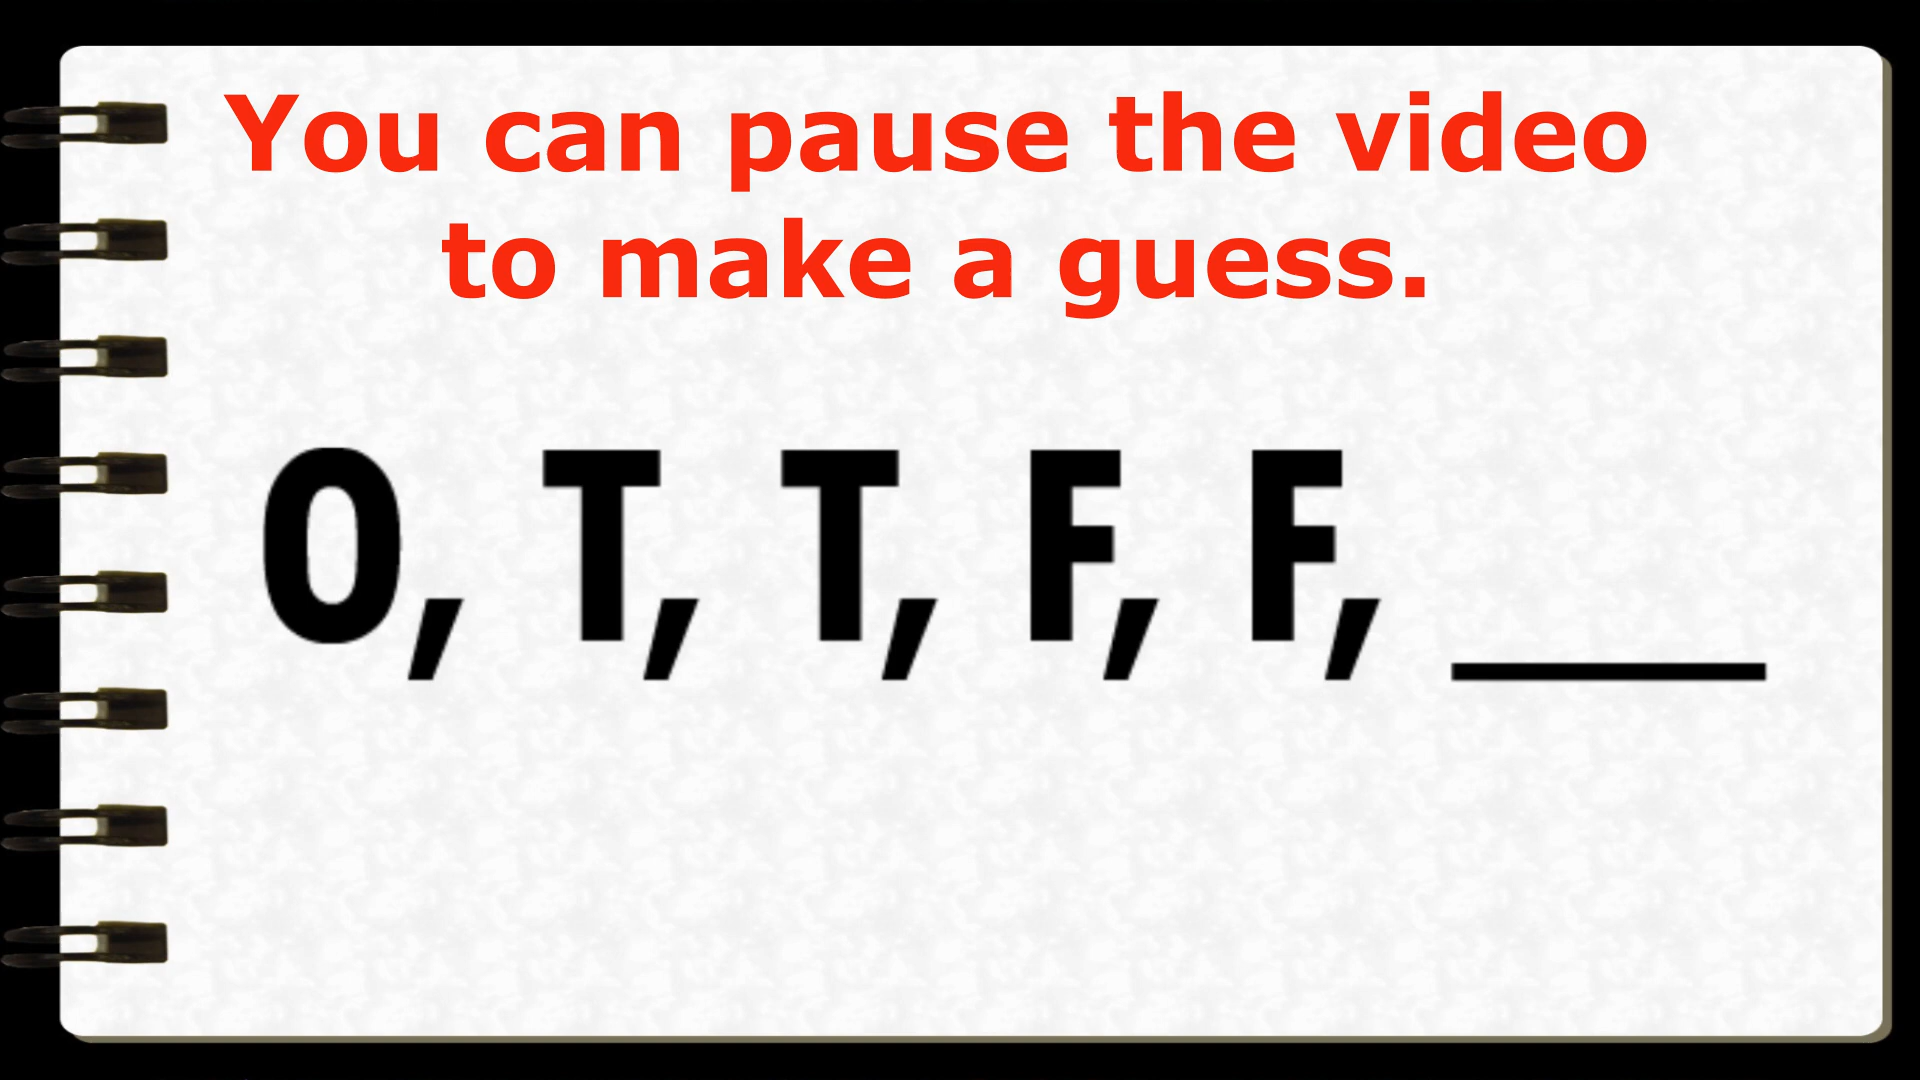 You can pause the video
to make a guess.
O, T, T, F, F, ___